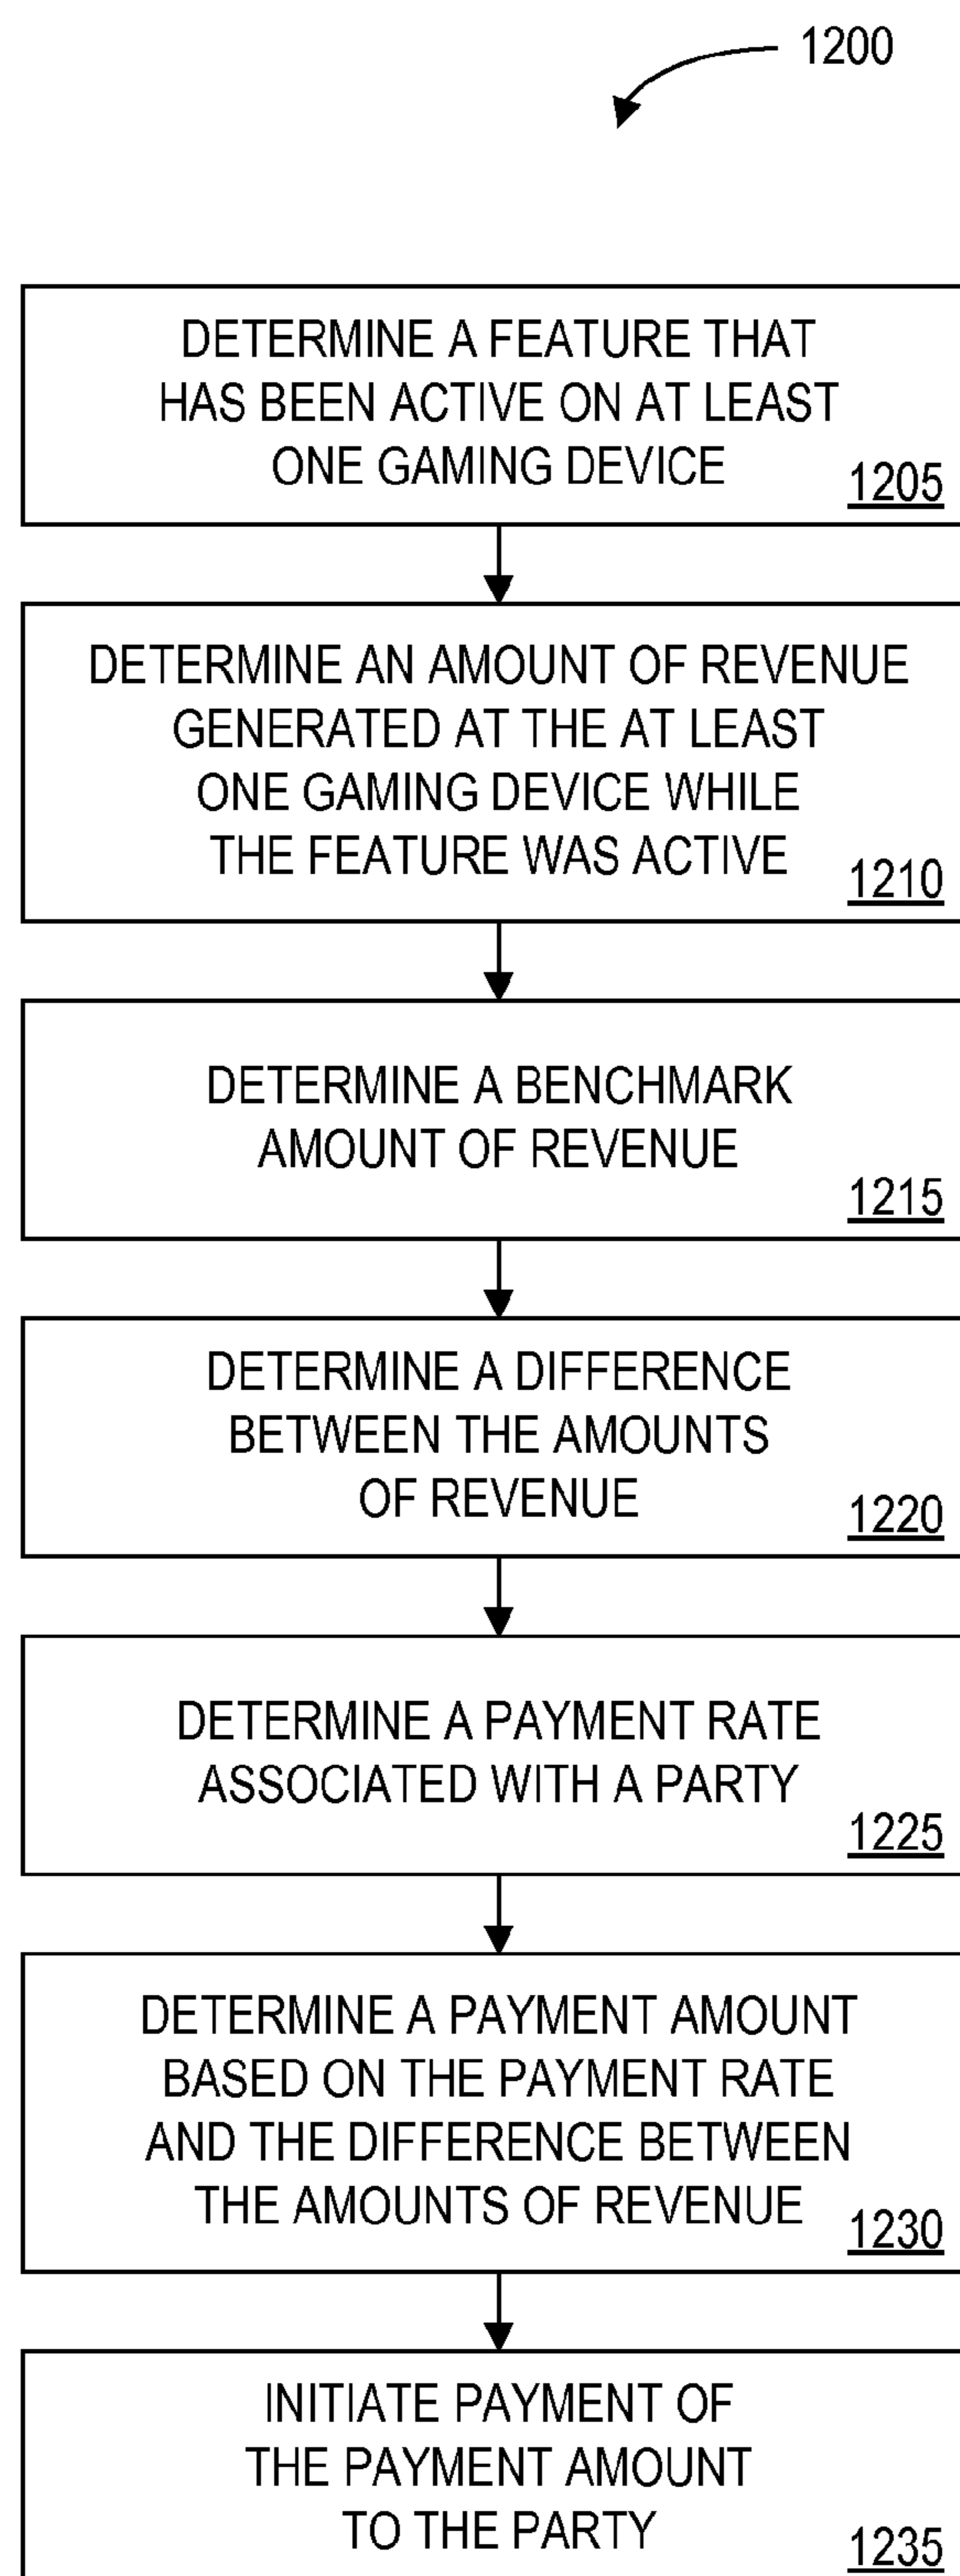 1200
DETERMINE A FEATURE THAT
HAS BEEN ACTIVE ON AT LEAST
ONE GAMING DEVICE
1205
DETERMINE AN AMOUNT OF REVENUE
GENERATED AT THE AT LEAST
ONE GAMING DEVICE WHILE
THE FEATURE WAS ACTIVE
1210
DETERMINE A BENCHMARK
AMOUNT OF REVENUE
1215
DETERMINE A DIFFERENCE
BETWEEN THE AMOUNTS
OF REVENUE
1220
DETERMINE A PAYMENT RATE
ASSOCIATED WITH A PARTY
1225
DETERMINE A PAYMENT AMOUNT
BASED ON THE PAYMENT RATE
AND THE DIFFERENCE BETWEEN
THE AMOUNTS OF REVENUE
1230
INITIATE PAYMENT OF
THE PAYMENT AMOUNT
TO THE PARTY
1235